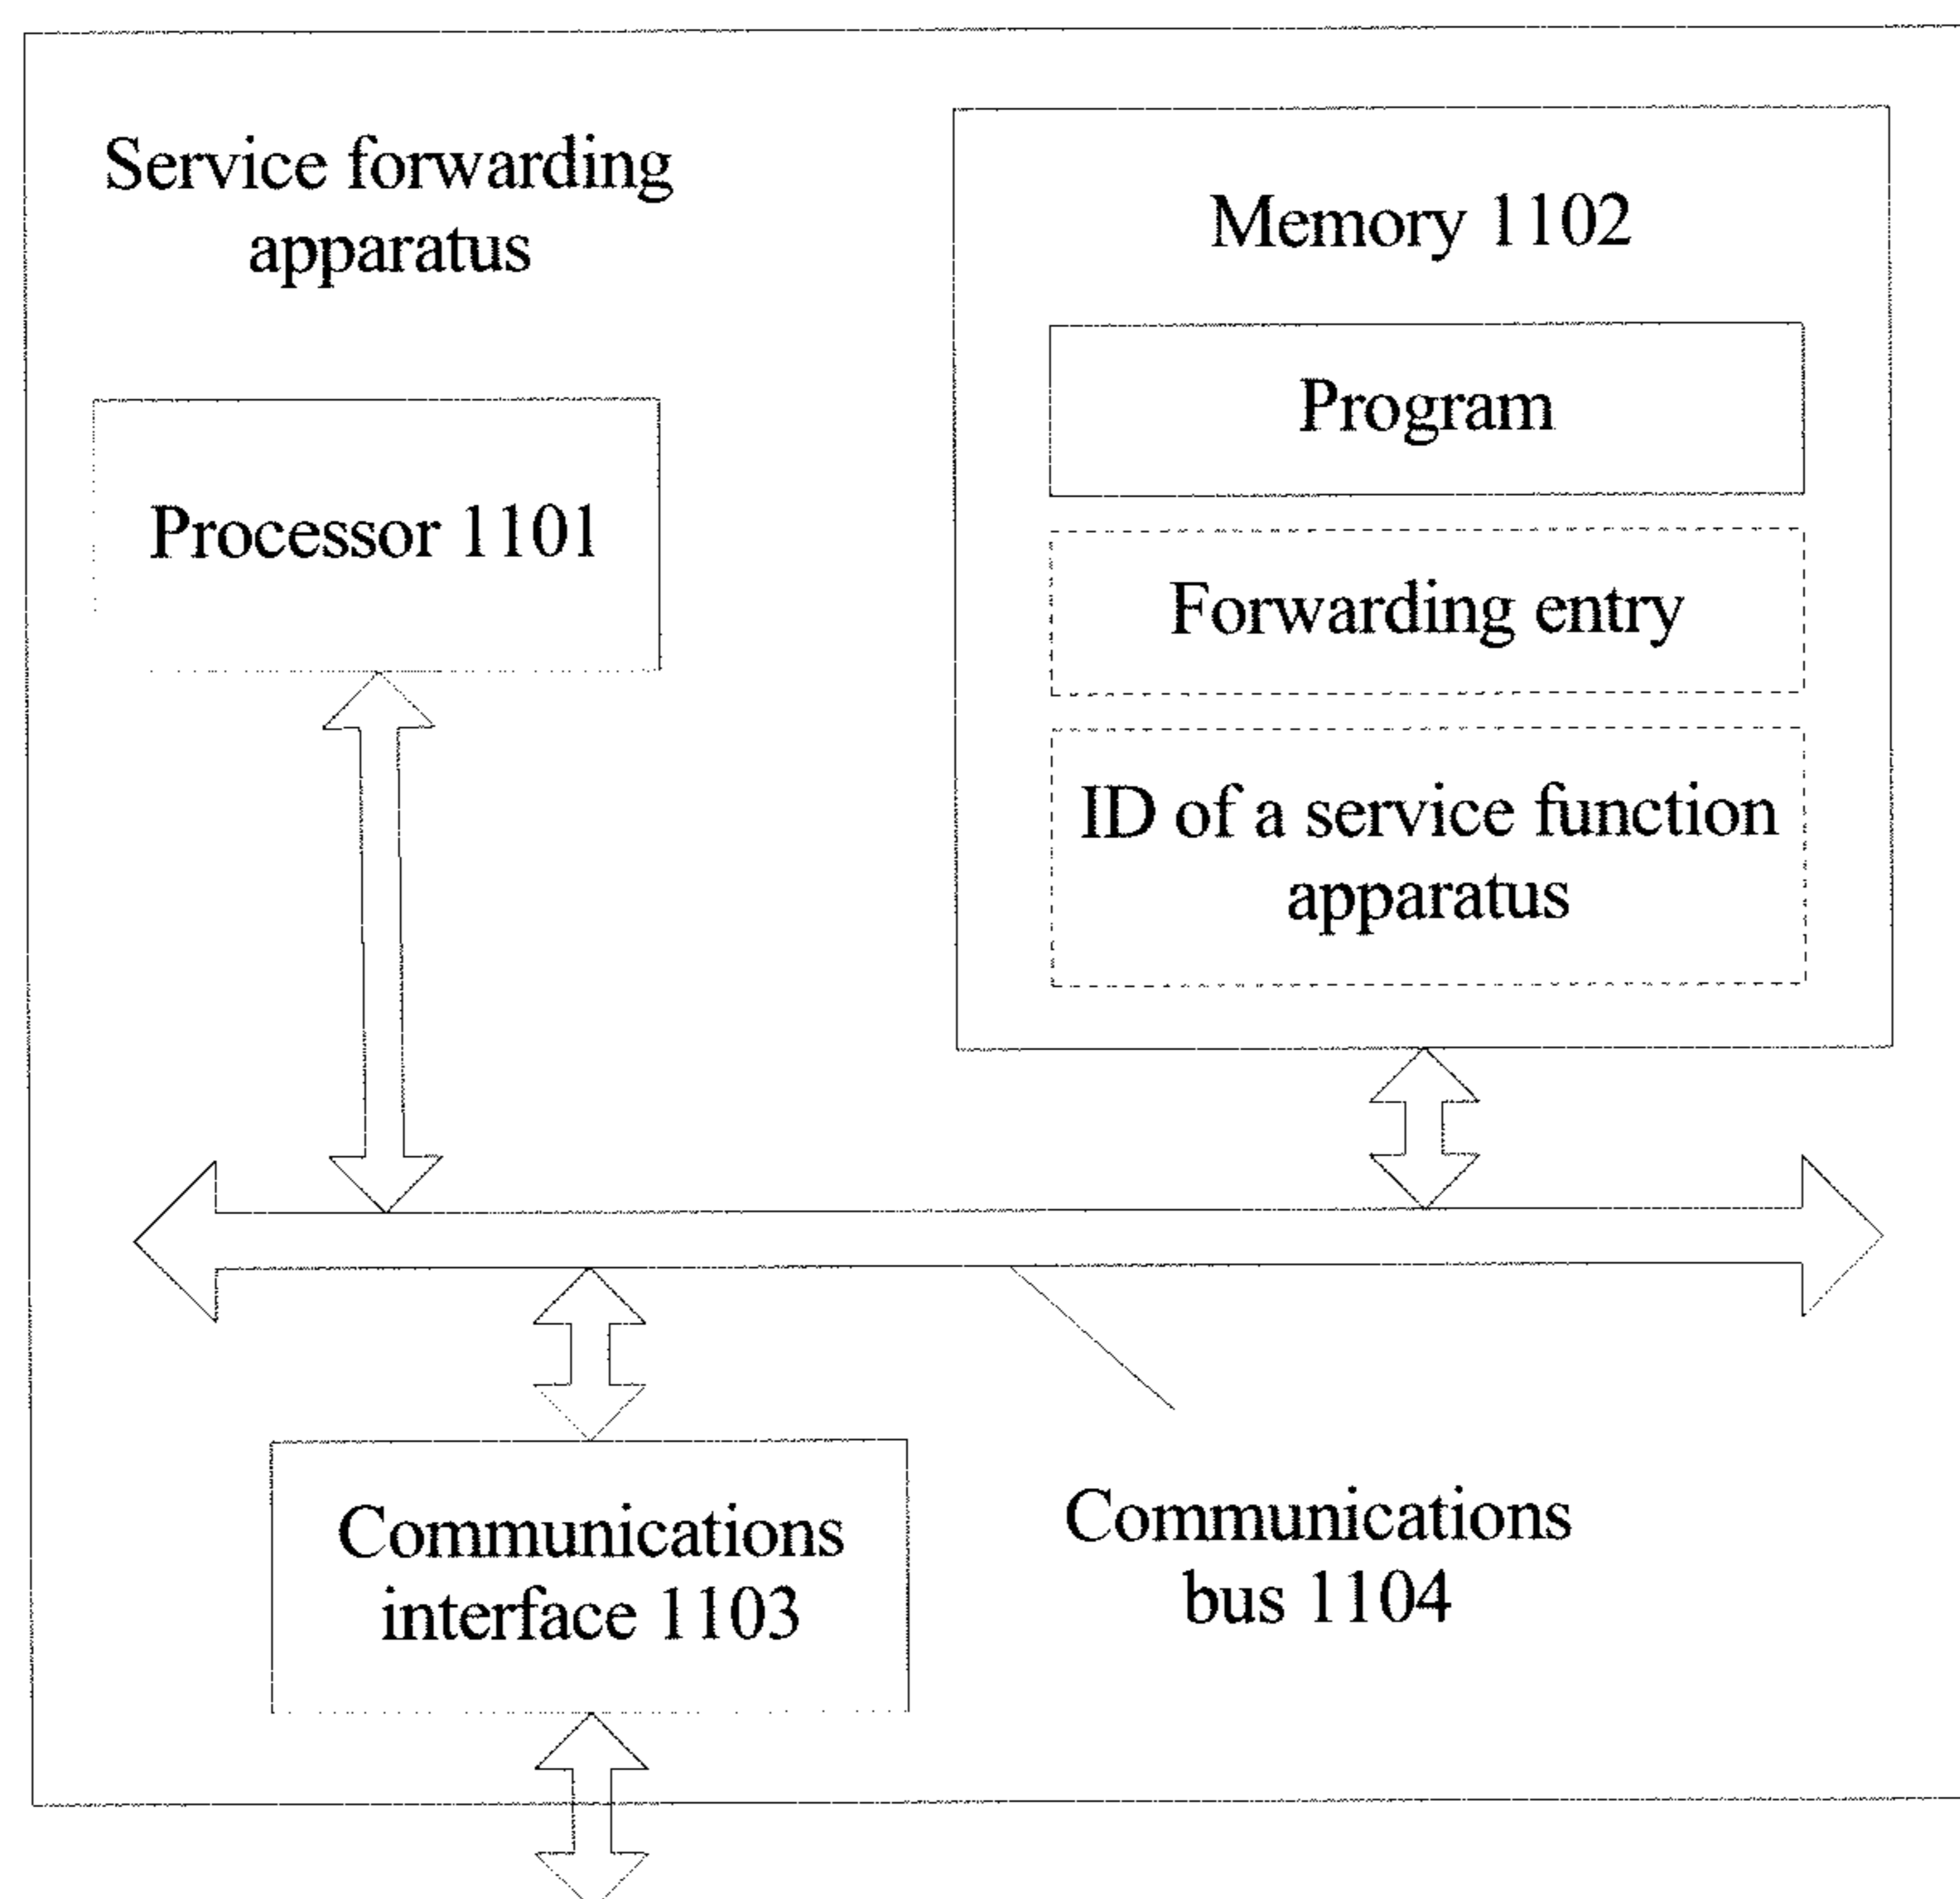 Service forwarding
apparatus
Memory 1102
Program
Processor 1101
Forwarding entry
ID of a service function
apparatus
Communications
interface 1103
Communications
bus 1104